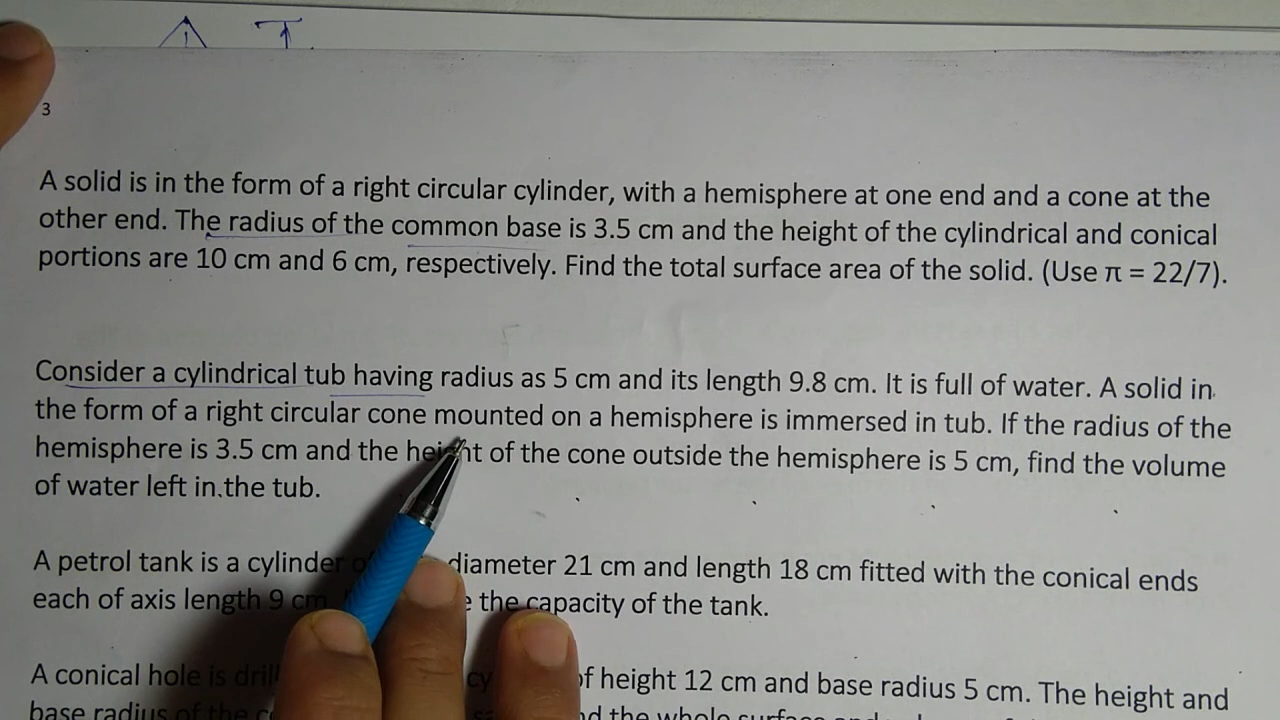 3
A solid is in the form of a right circular cylinder, with a hemisphere at one end and a cone at the
other end. The radius of the common base is 3.5 cm and the height of the cylindrical and conical
portions are 10 cm and 6 cm, respectively. Find the total surface area of the solid. (Use π = 22/7).
Consider a cylindrical tub having radius as 5 cm and its length 9.8 cm. It is full of water. A solid in
the form of a right circular cone mounted on a hemisphere is immersed in tub. If the radius of the
hemisphere is 3.5 cm and the height of the cone outside the hemisphere is 5 cm, find the volume
of water left in the tub.
A petrol tank is a cylinder diameter 21 cm and length 18 cm fitted with the conical ends
each of axis length 9 cm the capacity of the tank.
A conical hole is of height 12 cm and base radius 5 cm. The height and
base radius of the the whole surface